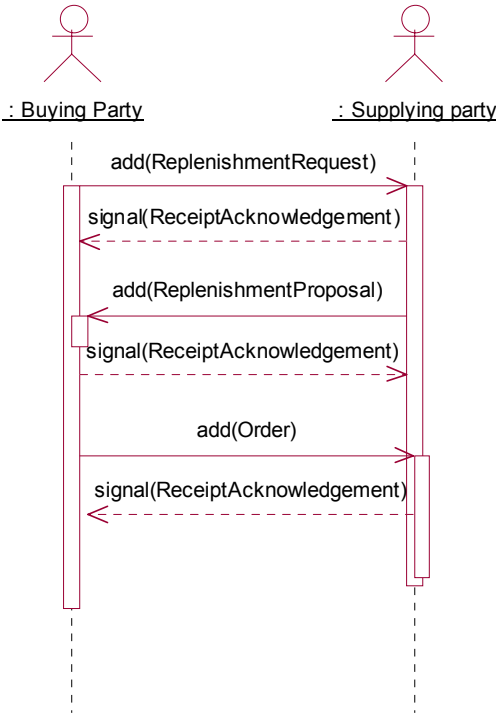 : Buying Party
: Supplying party
add(ReplenishmentRequest)
signal(ReceiptAcknowledgement)
add(ReplenishmentProposal)
signal(ReceiptAcknowledgement)
add(Order)
signal(ReceiptAcknowledgement)